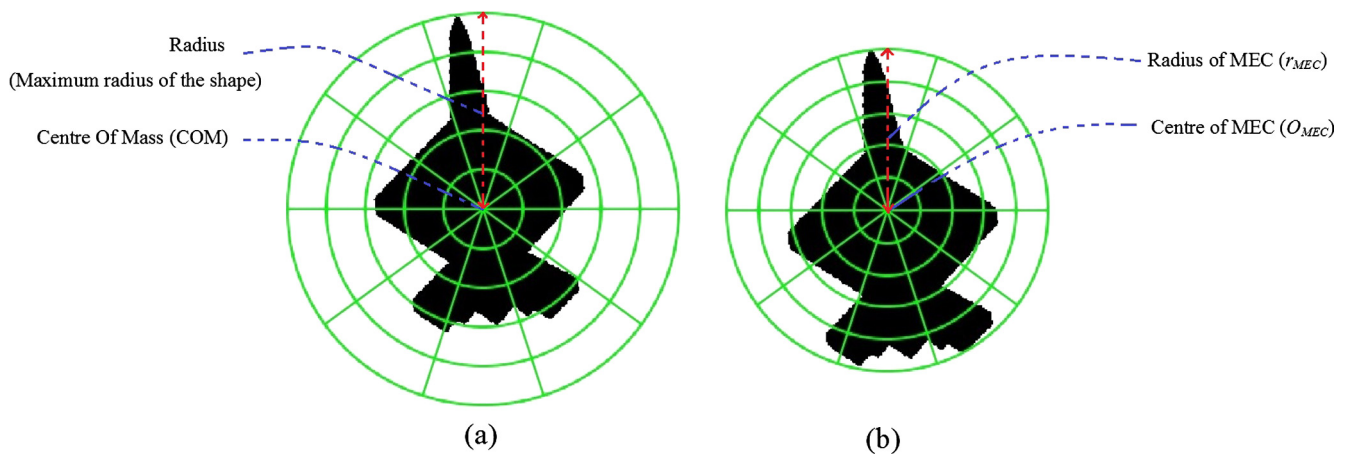 Radius
(Maximum radius of the shape)
Centre Of Mass (COM)
(a)
Radius of MEC (rMEC)
Centre of MEC (OMEC)
(b)